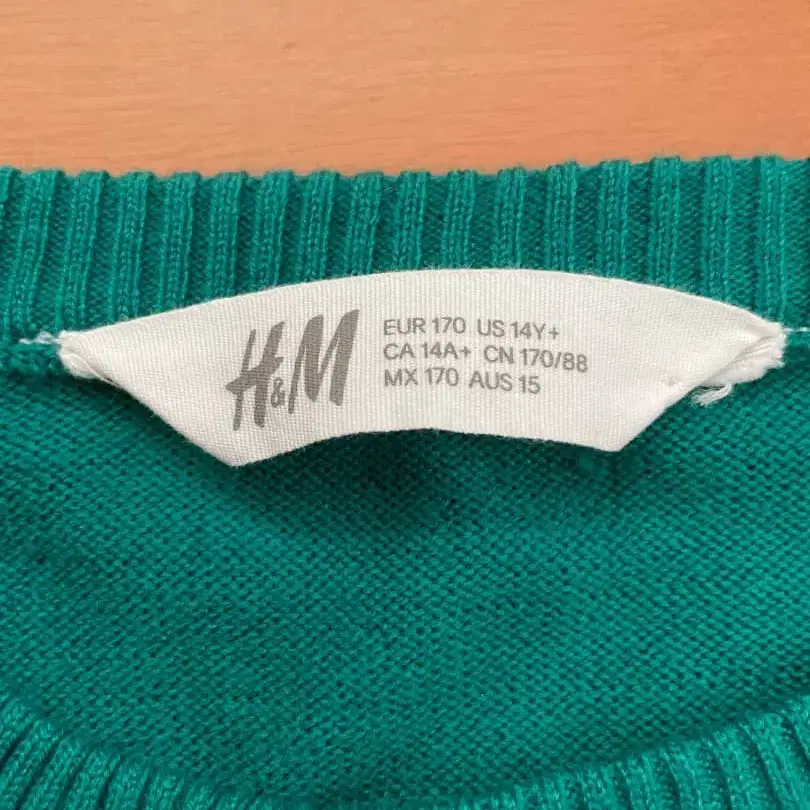 H&M
EUR 170 US 14Y+
CA 14A+ CN 170/88
MX 170 AUS 15